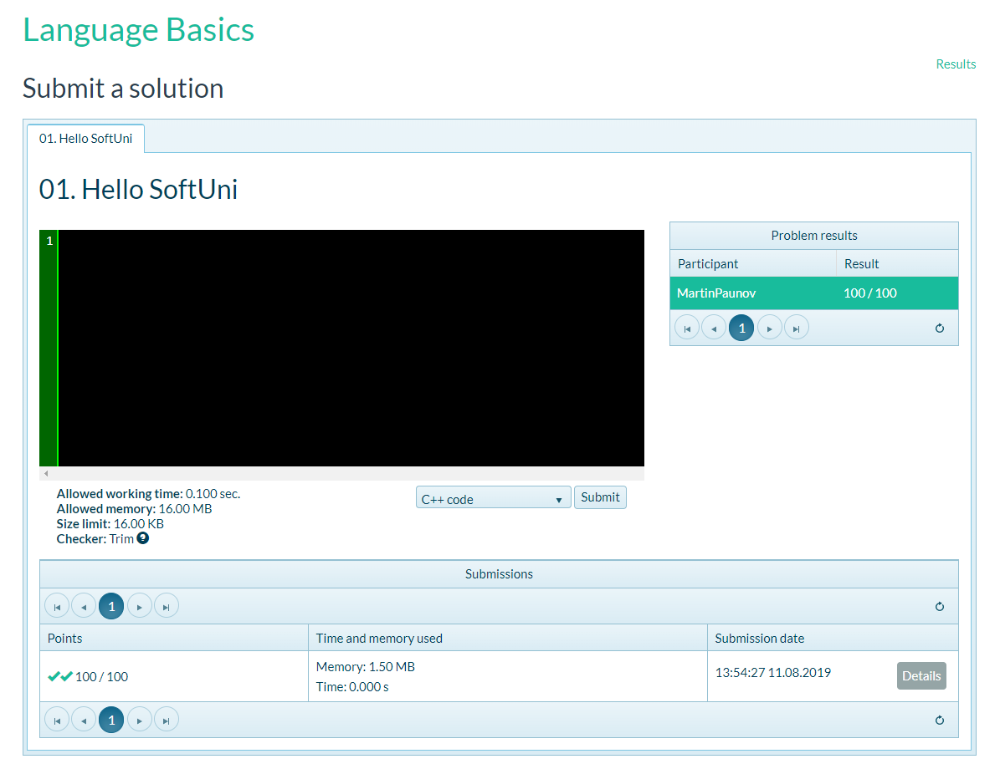 Language Basics
Results
Submit a solution
01. Hello SoftUni
01. Hello SoftUni
1
Problem results
Participant Result
MartinPaunov 100 / 100
1
Allowed working time: 0.100 sec.
Allowed memory: 16.00 MB
Size limit: 16.00 KB
Checker: Trim ?
C++ code
Submit
Submissions
1
Points Time and memory used Submission date
100 / 100
Memory: 1.50 MB
Time: 0.000 s
13:54:27 11.08.2019
Details
1